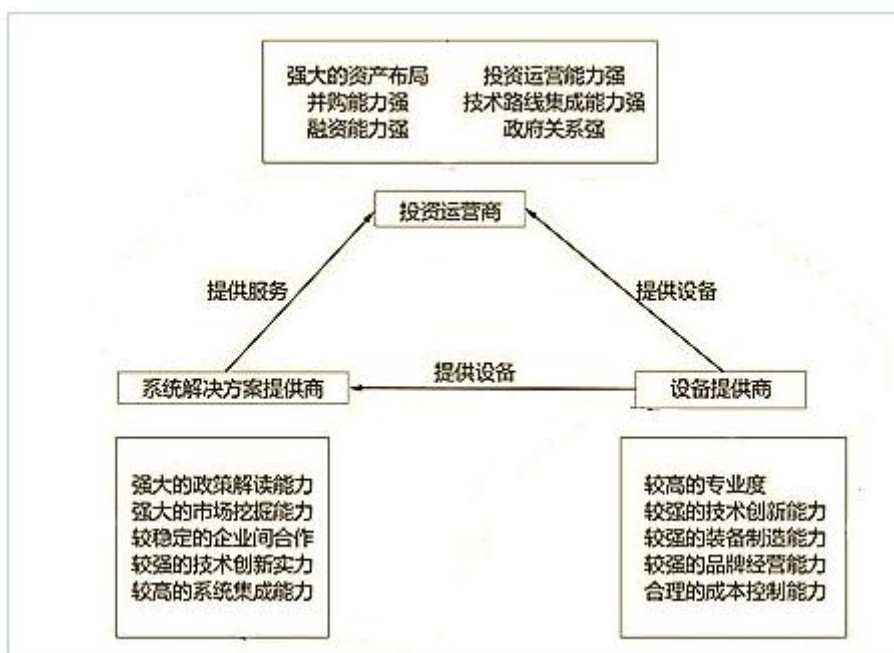 强大的资产布局 投资运营能力强
并购能力强 技术路线集成能力强
融资能力强 政府关系强
投资运营商
提供服务 提供设备
提供设备
系统解决方案提供商 设备提供商
强大的政策解读能力
强大的市场挖掘能力
较稳定的企业间合作
较强的技术创新实力
较高的系统集成能力
较高的专业度
较强的技术创新能力
较强的装备制造能力
较强的品牌经营能力
合理的成本控制能力